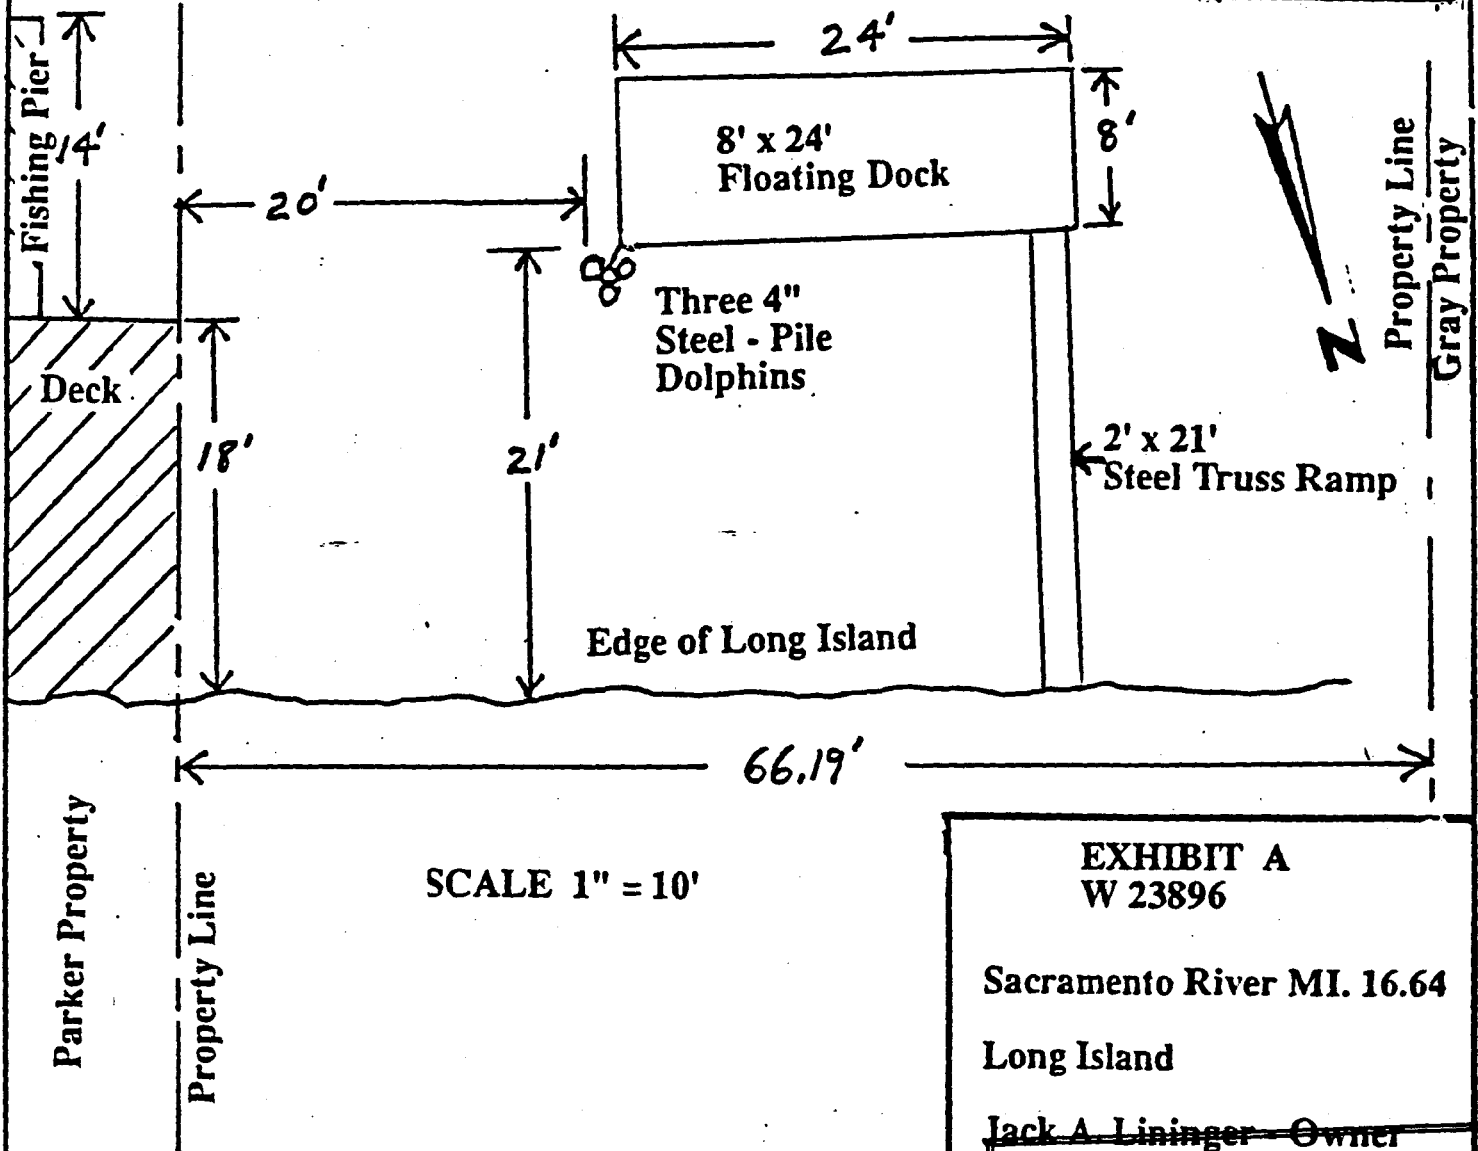 24'
14'
Fishing Pier
8' x 24'
Floating Dock
8'
20'
Property Line
Gray Property
Three 4"
Steel - Pile
Dolphins
N
Deck
18'
21'
2' x 21'
Steel Truss Ramp
Edge of Long Island
66.19'
Parker Property
Property Line
SCALE 1" = 10'
EXHIBIT A
W 23896
Sacramento River MI. 16.64
Long Island
Jack A. Lininger - Owner